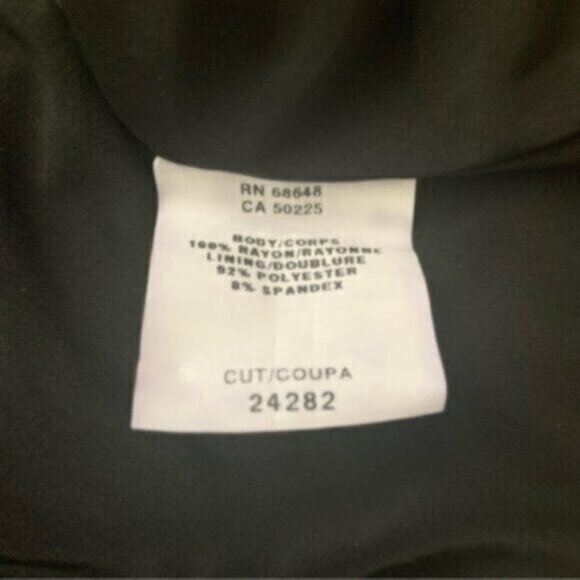 RN 68648
CA 50225
BODY/CORPS
100% RAYON/RAYONNE
LINING/DOUBLURE
92% POLYESTER
8% SPANDEX
CUT/COUPA
24282